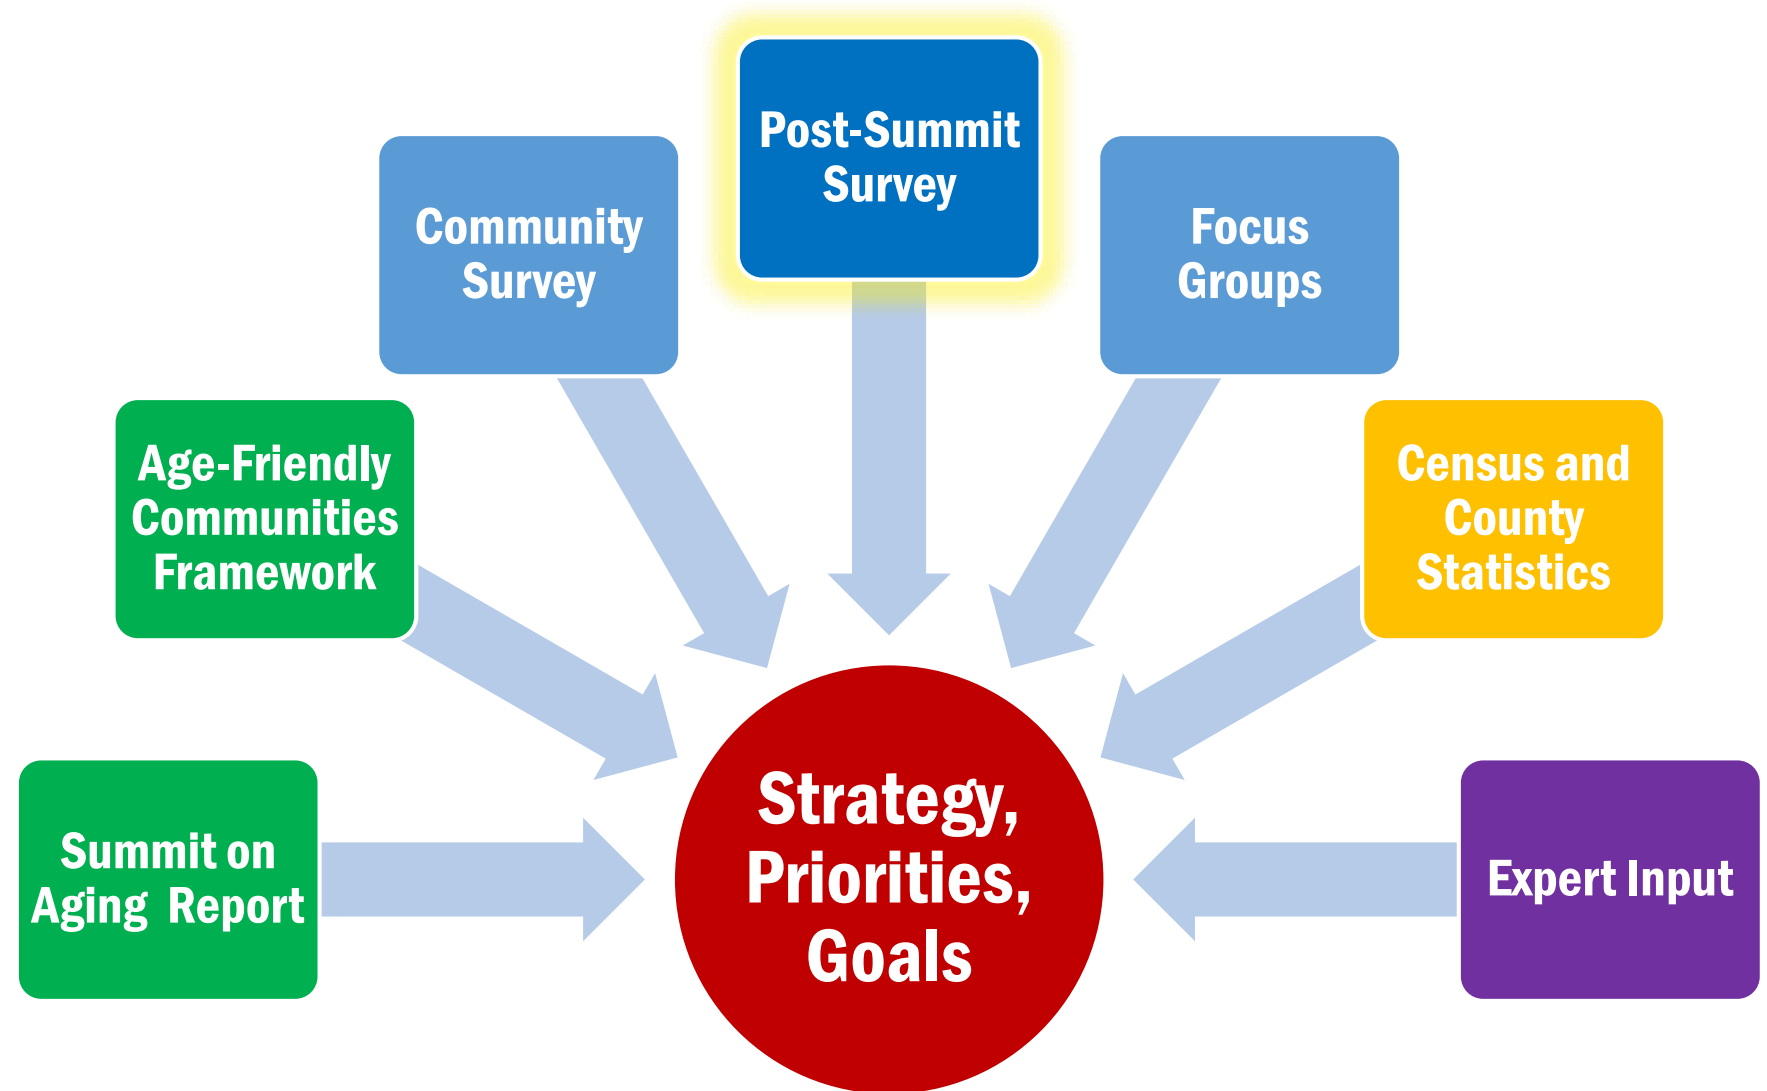 Post-Summit
Survey
Community
Survey
Focus
Groups
Age-Friendly
Communities
Framework
Census and
County
Statistics
Summit on
Aging  Report
Strategy,
Priorities,
Goals
Expert Input